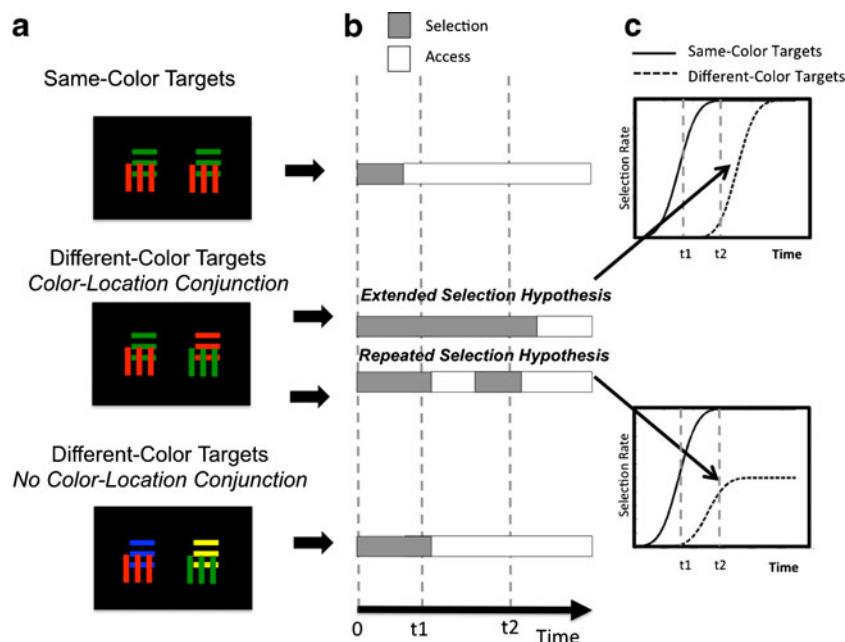 a
Same-Color Targets
Different-Color Targets
Color-Location Conjunction
Different-Color Targets
No Color-Location Conjunction
b
Selection
Access
Extended Selection Hypothesis
Repeated Selection Hypothesis
0
t1
t2
Time
c
Same-Color Targets
Different-Color Targets
Selection Rate
t1
t2
Time
Selection Rate
t1
t2
Time